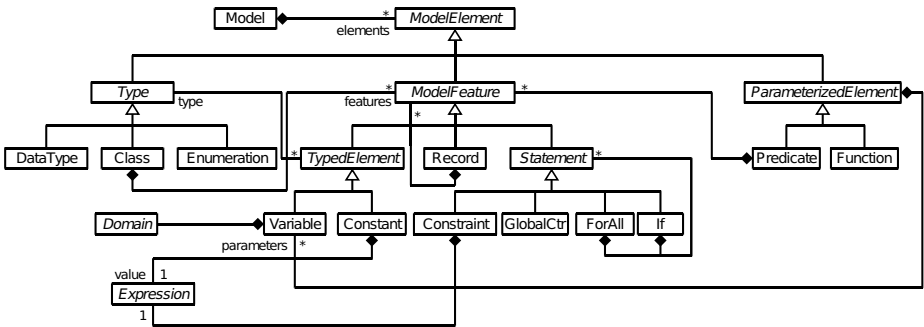 Model * ModelElement
elements
Type * ModelFeature * ParameterizedElement
type features
*
DataType Class Enumeration * TypedElement Record Statement * Predicate Function
Domain Variable Constant Constraint GlobalCtr ForAll If
parameters *
value 1
Expression
1